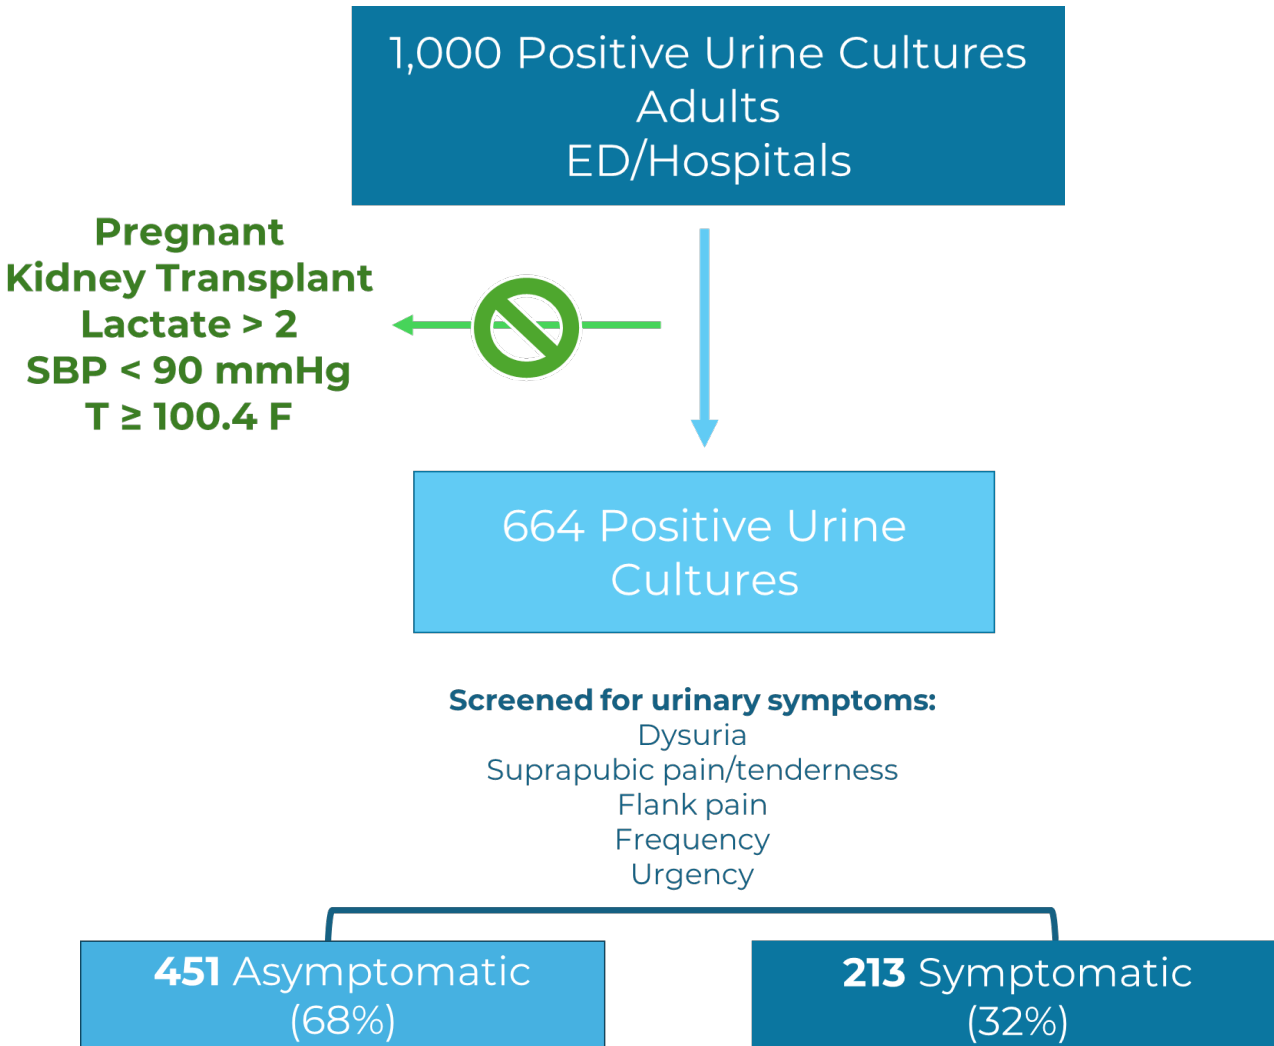 1,000 Positive Urine Cultures
Adults
ED/Hospitals
Pregnant
Kidney Transplant
Lactate > 2
SBP < 90 mmHg
T ≥ 100.4 F
664 Positive Urine
Cultures
Screened for urinary symptoms:
Dysuria
Suprapubic pain/tenderness
Flank pain
Frequency
Urgency
451 Asymptomatic
(68%)
213 Symptomatic
(32%)